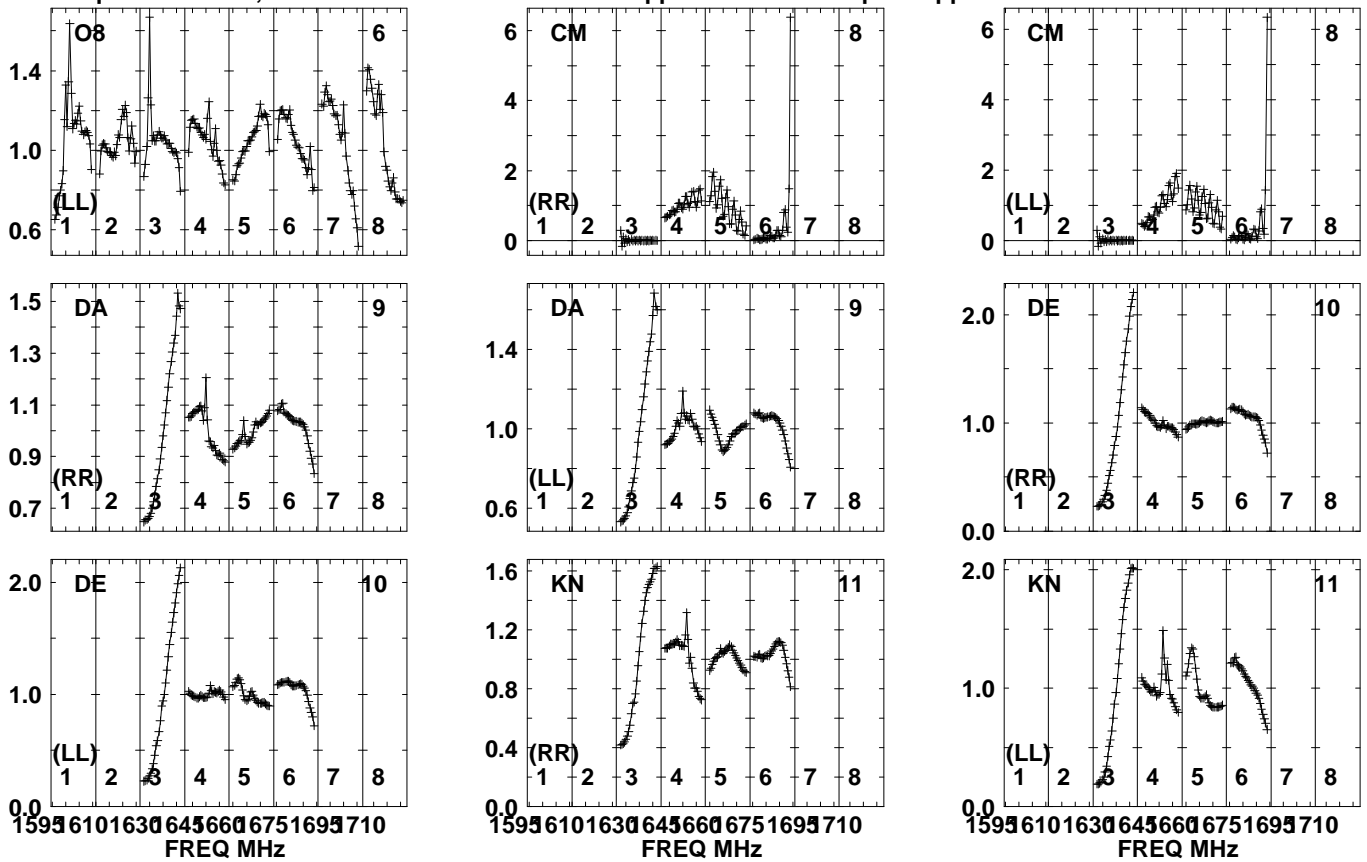 O8 6
1.4
1.0
0.6
(LL)
1 2 3 4 5 6 7 8
CM 8
6
4
2
0
(RR)
1 2 3 4 5 6 7 8
CM 8
6
4
2
0
(LL)
1 2 3 4 5 6 7 8
DA 9
1.5
1.3
1.1
0.9
0.7
(RR)
1 2 3 4 5 6 7 8
DA 9
1.4
1.0
0.6
(LL)
1 2 3 4 5 6 7 8
DE 10
2.0
1.0
0.0
(RR)
1 2 3 4 5 6 7 8
DE 10
2.0
1.0
0.0
(LL)
1 2 3 4 5 6 7 8
1595 1610 1630 1645 1660 1675 1695 1710
FREQ MHz
KN 11
1.6
1.2
0.8
0.4
0.0
(RR)
1 2 3 4 5 6 7 8
1595 1610 1630 1645 1660 1675 1695 1710
FREQ MHz
KN 11
2.0
1.0
0.0
(LL)
1 2 3 4 5 6 7 8
1595 1610 1630 1645 1660 1675 1695 1710
FREQ MHz